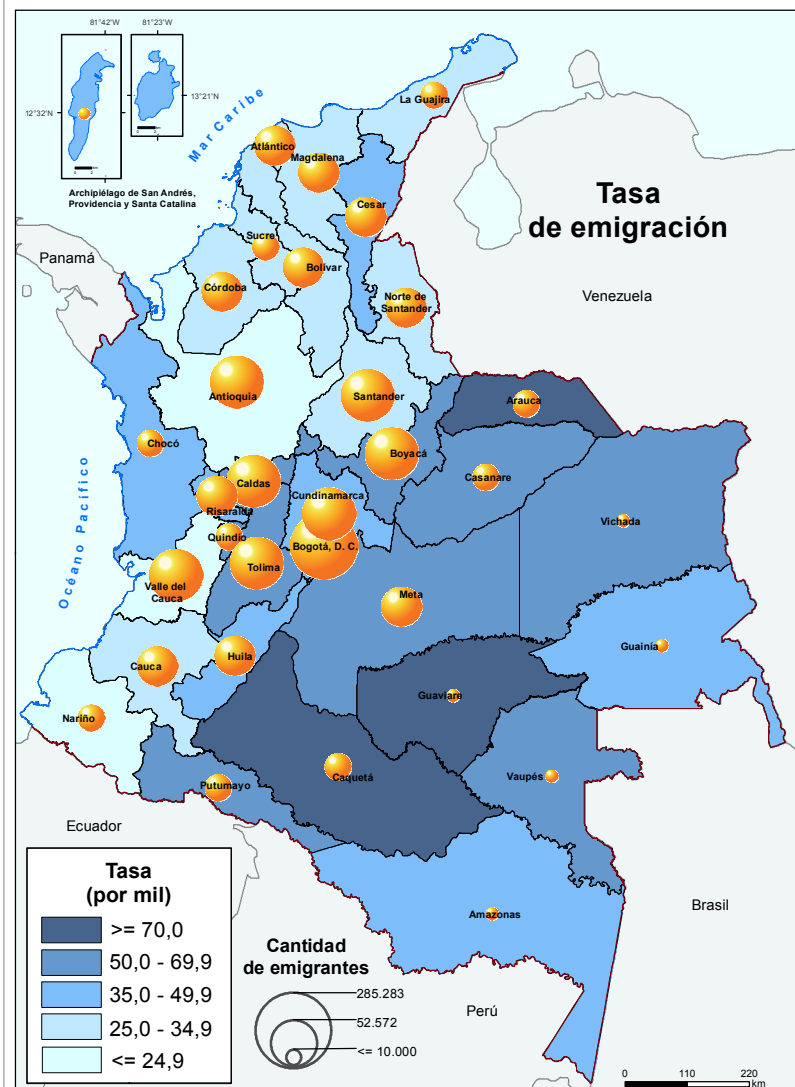 81°42'W
81°23'W
12°32'N
13°21'N
Archipiélago de San Andrés,
Providencia y Santa Catalina
Mar Caribe
La Guajira
Atlántico
Magdalena
Cesar
Tasa
de emigración
Sucre
Bolívar
Panamá
Córdoba
Norte de
Santander
Venezuela
Antioquia
Santander
Arauca
Chocó
Boyacá
Caldas
Casanare
Cundinamarca
Risaralda
Vichada
Quindío
Bogotá, D. C.
Tolima
Océano Pacífico
Valle del
Cauca
Meta
Guainía
Huila
Cauca
Guaviare
Nariño
Caquetá
Vaupés
Putumayo
Ecuador
Brasil
Amazonas
Perú
Tasa
(por mil)
>= 70,0
50,0 - 69,9
35,0 - 49,9
25,0 - 34,9
<= 24,9
Cantidad
de emigrantes
285.283
52.572
<= 10.000
0 110 220
km